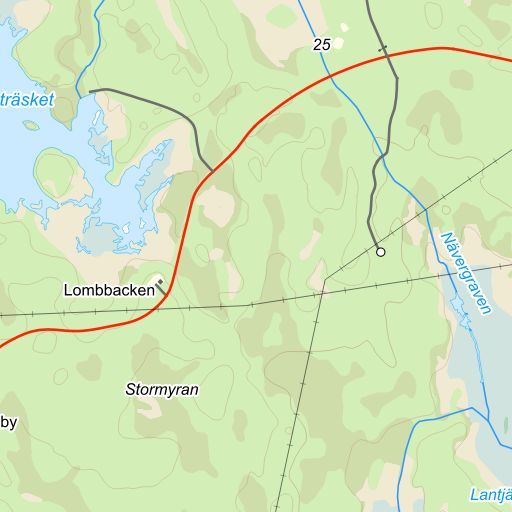 25
träsket
Nävergraven
Lombbacken
Stormyran
by
Lantjä